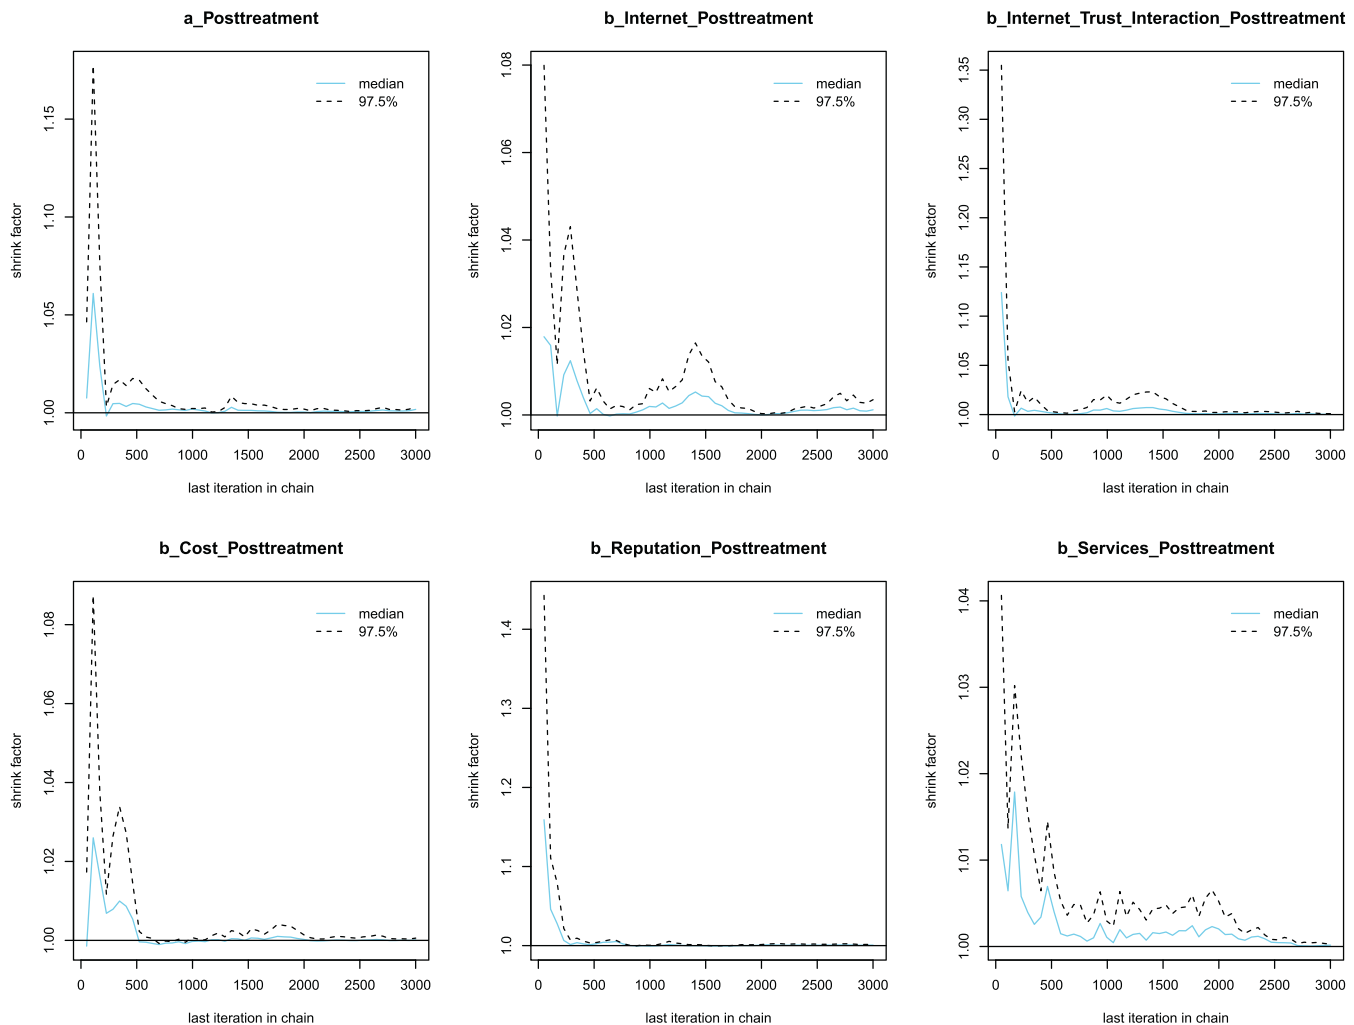 a_Posttreatment
shrink factor
1.00 1.05 1.10 1.15
median
97.5%
0 500 1000 1500 2000 2500 3000
last iteration in chain
b_Internet_Posttreatment
shrink factor
1.00 1.02 1.04 1.06 1.08
median
97.5%
0 500 1000 1500 2000 2500 3000
last iteration in chain
b_Internet_Trust_Interaction_Posttreatment
shrink factor
1.00 1.05 1.10 1.15 1.20 1.25 1.30 1.35
median
97.5%
0 500 1000 1500 2000 2500 3000
last iteration in chain
b_Cost_Posttreatment
shrink factor
1.00 1.02 1.04 1.06 1.08
median
97.5%
0 500 1000 1500 2000 2500 3000
last iteration in chain
b_Reputation_Posttreatment
shrink factor
1.0 1.1 1.2 1.3 1.4
median
97.5%
0 500 1000 1500 2000 2500 3000
last iteration in chain
b_Services_Posttreatment
shrink factor
1.00 1.01 1.02 1.03 1.04
median
97.5%
0 500 1000 1500 2000 2500 3000
last iteration in chain